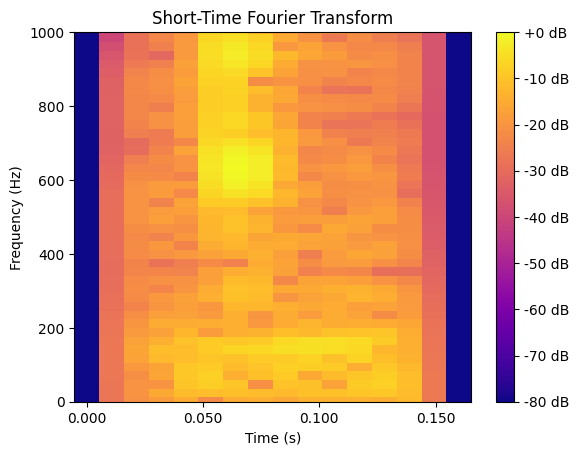 Short-Time Fourier Transform
1000
800
600
400
200
0
Frequency (Hz)
0.000
0.050
0.100
0.150
Time (s)
+0 dB
-10 dB
-20 dB
-30 dB
-40 dB
-50 dB
-60 dB
-70 dB
-80 dB